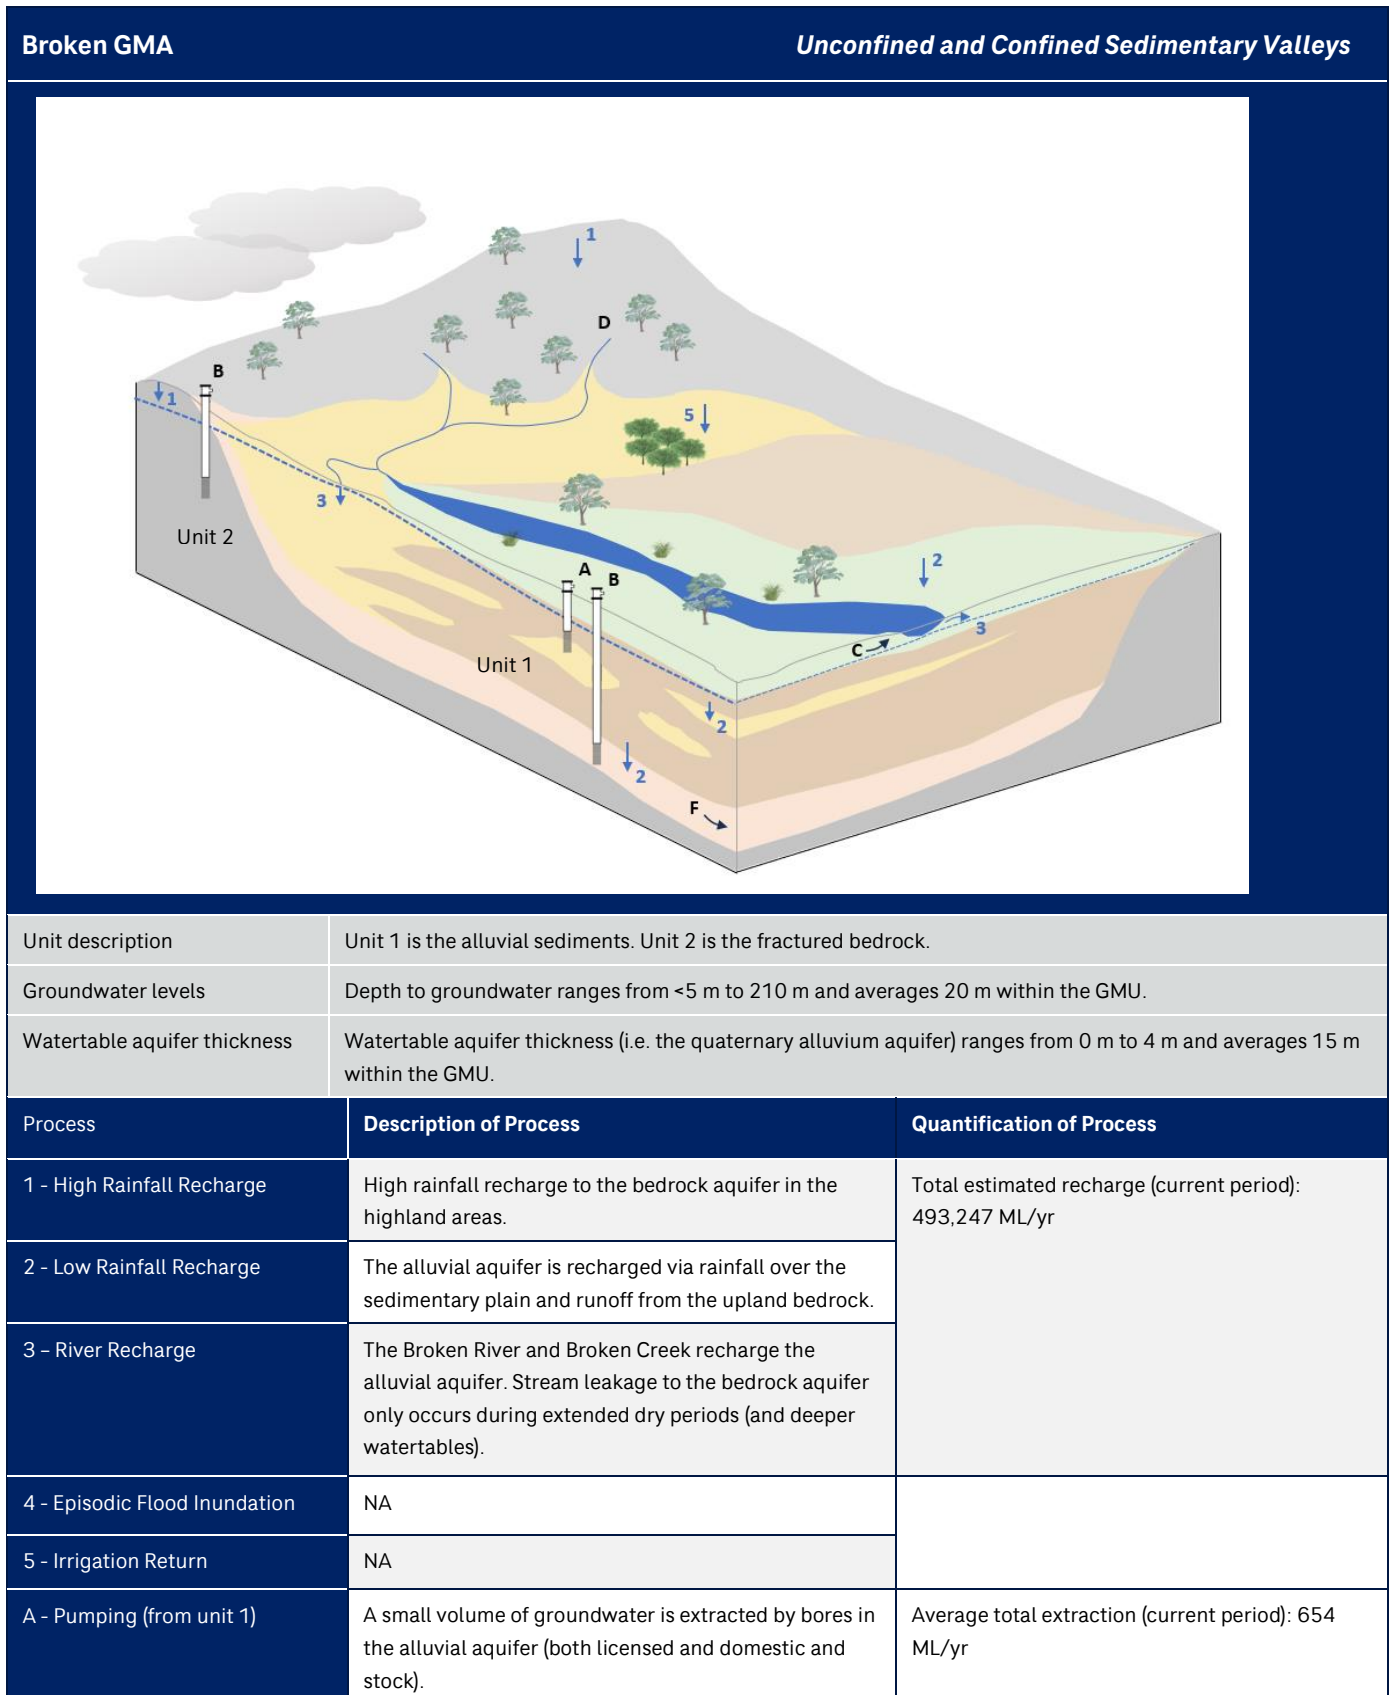 Broken GMA
Unconfined and Confined Sedimentary Valleys
1
D
B
1
5
3
Unit 2
2
A
B
3
C
Unit 1
2
2
F
Unit description
Unit 1 is the alluvial sediments. Unit 2 is the fractured bedrock.
Groundwater levels
Depth to groundwater ranges from <5 m to 210 m and averages 20 m within the GMU.
Watertable aquifer thickness
Watertable aquifer thickness (i.e. the quaternary alluvium aquifer) ranges from 0 m to 4 m and averages 15 m
within the GMU.
Process
Description of Process
Quantification of Process
1 - High Rainfall Recharge
High rainfall recharge to the bedrock aquifer in the
highland areas.
Total estimated recharge (current period):
493,247 ML/yr
2 - Low Rainfall Recharge
The alluvial aquifer is recharged via rainfall over the
sedimentary plain and runoff from the upland bedrock.
3 – River Recharge
The Broken River and Broken Creek recharge the
alluvial aquifer. Stream leakage to the bedrock aquifer
only occurs during extended dry periods (and deeper
watertables).
4 - Episodic Flood Inundation
NA
5 - Irrigation Return
NA
A - Pumping (from unit 1)
A small volume of groundwater is extracted by bores in
the alluvial aquifer (both licensed and domestic and
stock).
Average total extraction (current period): 654
ML/yr